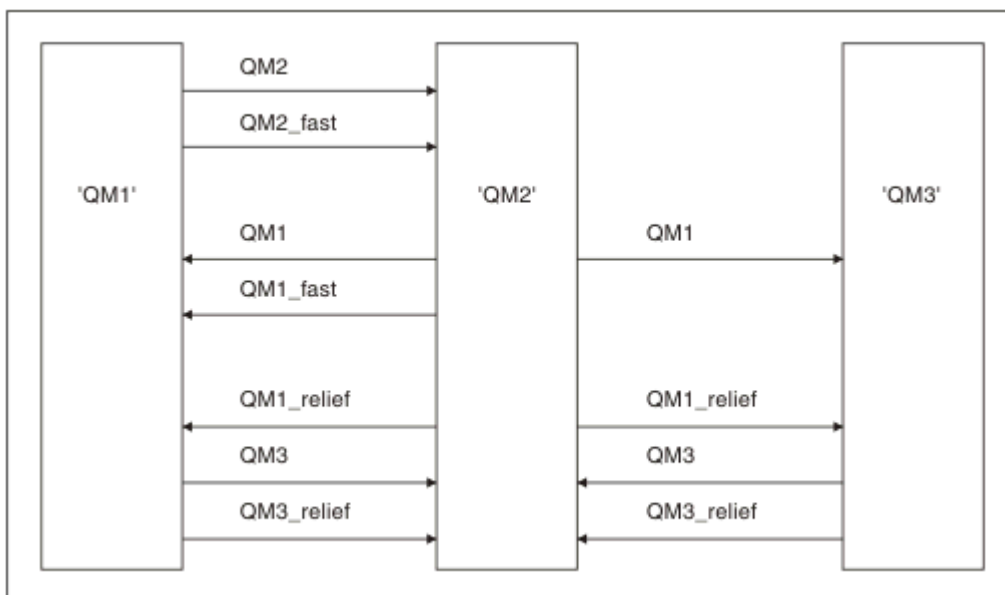 QM2
QM2_fast
'QM1' 'QM2' 'QM3'
QM1 QM1
QM1_fast
QM1_relief QM1_relief
QM3 QM3
QM3_relief QM3_relief